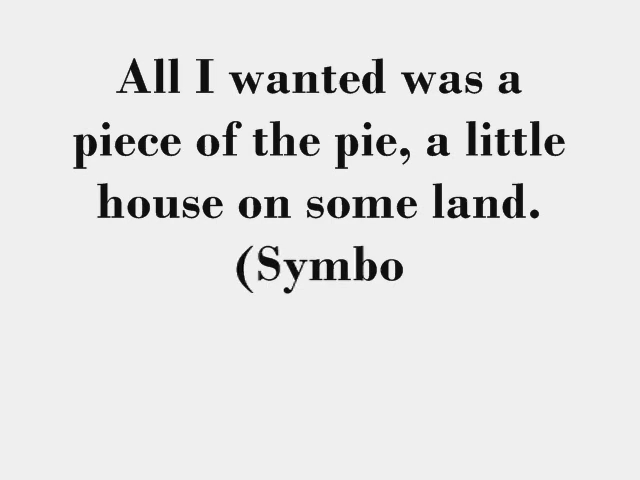 All I wanted was a
piece of the pie, a little
house on some land.
(Symbo